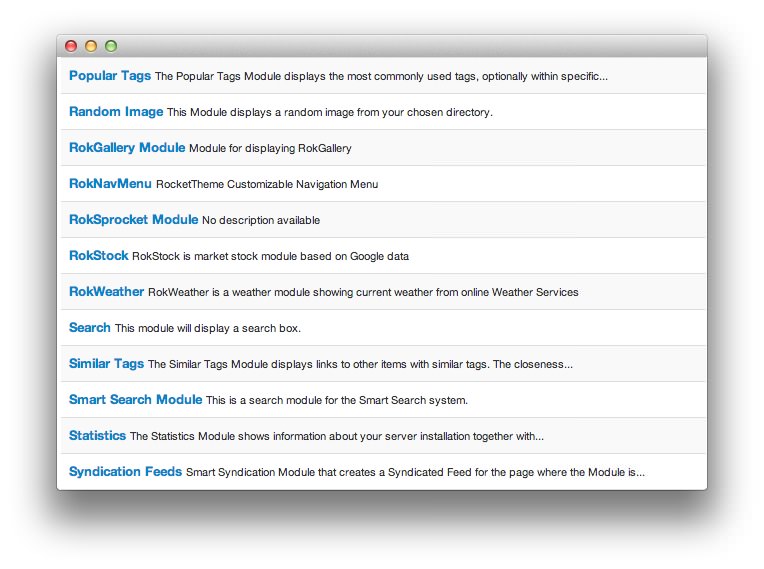 Popular Tags The Popular Tags Module displays the most commonly used tags, optionally within specific...
Random Image This Module displays a random image from your chosen directory.
RokGallery Module Module for displaying RokGallery
RokNavMenu RocketTheme Customizable Navigation Menu
RokSprocket Module No description available
RokStock RokStock is market stock module based on Google data
RokWeather RokWeather is a weather module showing current weather from online Weather Services
Search This module will display a search box.
Similar Tags The Similar Tags Module displays links to other items with similar tags. The closeness...
Smart Search Module This is a search module for the Smart Search system.
Statistics The Statistics Module shows information about your server installation together with...
Syndication Feeds Smart Syndication Module that creates a Syndicated Feed for the page where the Module is...